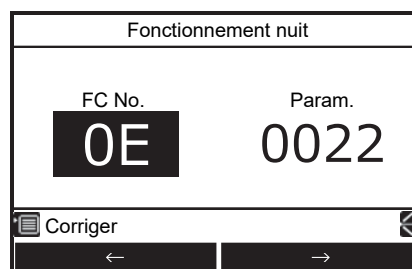 Fonctionnement nuit
FC No. Param.
0E 0022
Corriger
← →